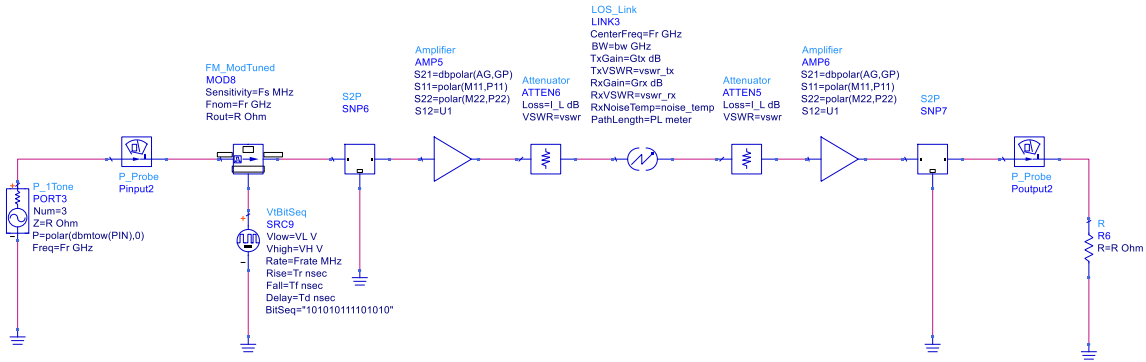 P_1Tone
PORT3
Num=3
Z=R Ohm
P=polar(dbmtow(PIN),0)
Freq=Fr GHz
P_Probe
Pinput2
FM_ModTuned
MOD8
Sensitivity=Fs MHz
Fnom=Fr GHz
Rout=R Ohm
VtBitSeq
SRC9
Vlow=VL V
Vhigh=VH V
Rate=Frate MHz
Rise=Tr nsec
Fall=Tf nsec
Delay=Td nsec
BitSeq="101010111101010"
S2P
SNP6
Amplifier
AMP5
S21=dbpolar(AG,GP)
S11=polar(M11,P11)
S22=polar(M22,P22)
S12=U1
Attenuator
ATTEN6
Loss=I_L dB
VSWR=vswr
LOS_Link
LINK3
CenterFreq=Fr GHz
BW=bw GHz
TxGain=Gtx dB
TxVSWR=vswr_tx
RxGain=Grx dB
RxVSWR=vswr_rx
RxNoiseTemp=noise_temp
PathLength=PL meter
Attenuator
ATTEN5
Loss=I_L dB
VSWR=vswr
Amplifier
AMP6
S21=dbpolar(AG,GP)
S11=polar(M11,P11)
S22=polar(M22,P22)
S12=U1
S2P
SNP7
P_Probe
Poutput2
R
R6
R=R Ohm